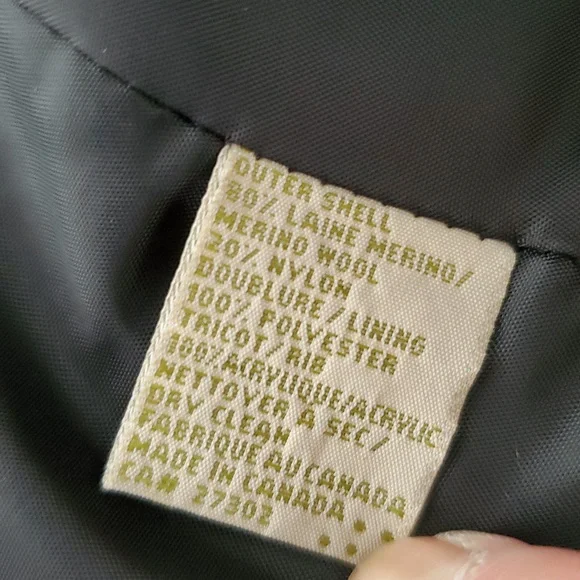 OUTER SHELL
80% LAINE MERINO/
MERINO WOOL
20% NYLON
DOUBLURE/LINING
100% POLYESTER
TRICOT/RIB
100%ACRYLIQUE/ACRYLIC
NETTOYER À SEC/
DRY CLEAN
FABRIQUE AU CANADA
MADE IN CANADA
CAN 27302